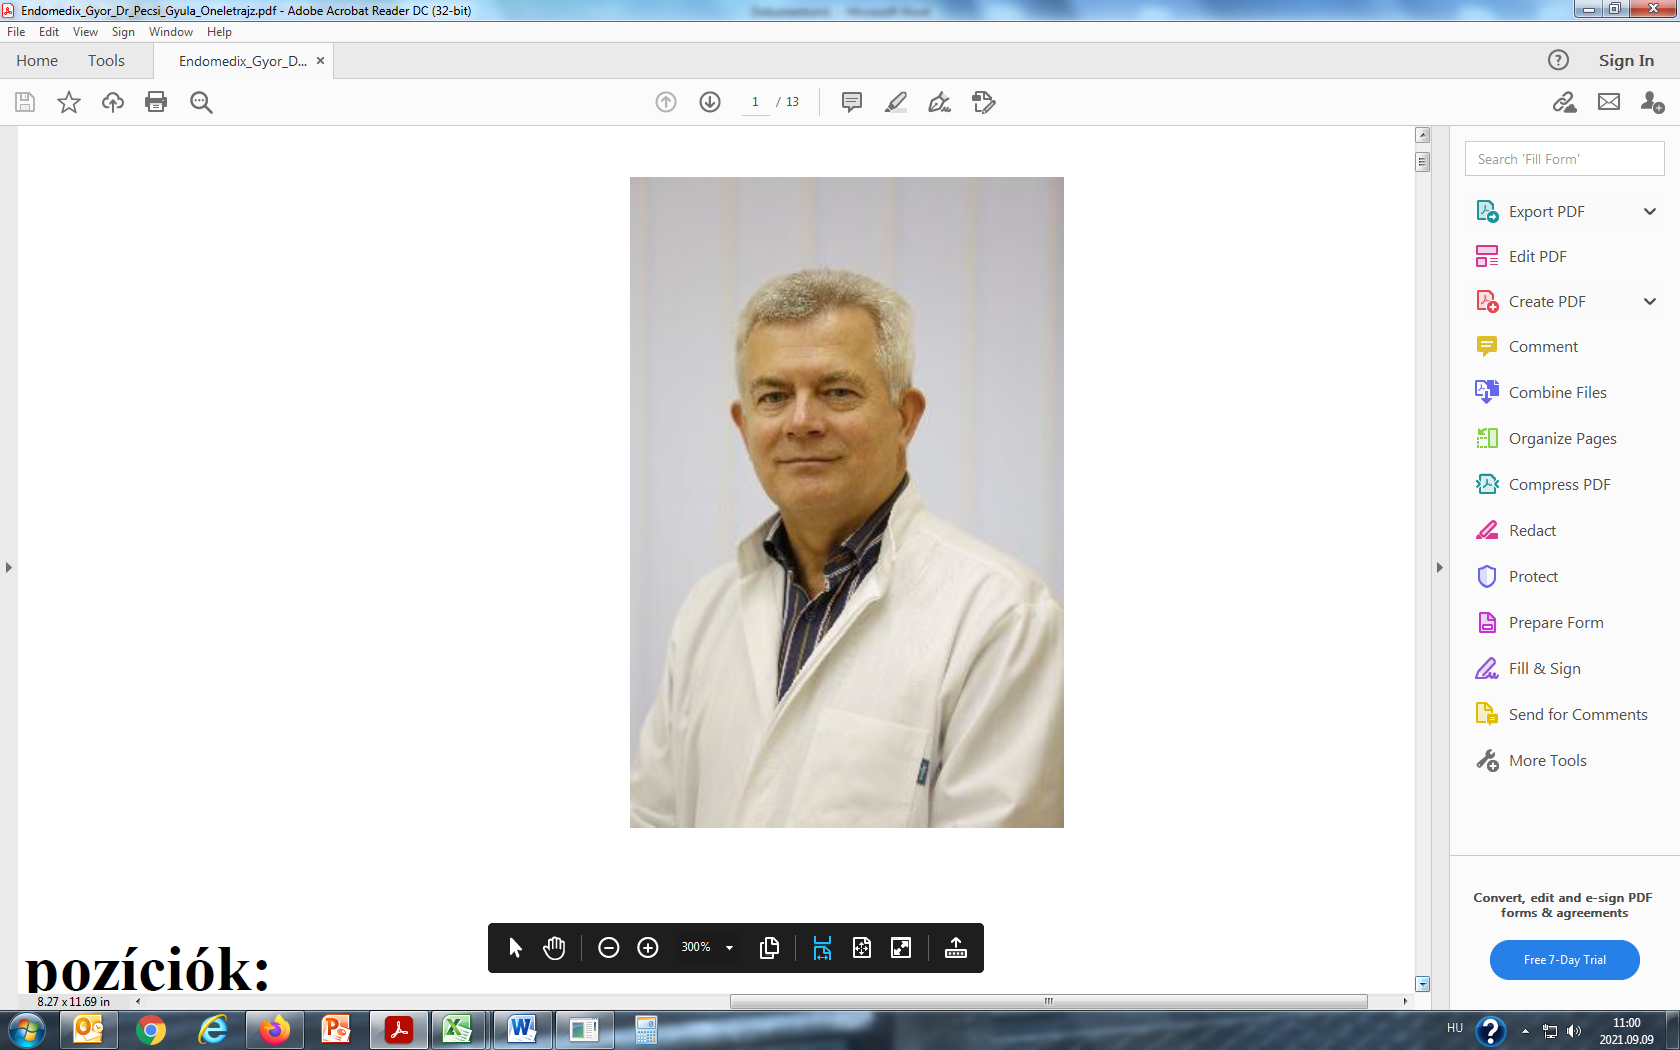 Endomedix_Gyor_Dr_Pecsi_Gyula_Oneletrajz.pdf - Adobe Acrobat Reader DC (32-bit)
File Edit View Sign Window Help
Home Tools Endomedix_Gyor_D... × Sign In
1 / 13
Search 'Fill Form'
Export PDF
Edit PDF
Create PDF
Comment
Combine Files
Organize Pages
Compress PDF
Redact
Protect
Prepare Form
Fill & Sign
Send for Comments
More Tools
Convert, edit and e-sign PDF
forms & agreements
Free 7-Day Trial
300%
pozíciók:
8.27 x 11.69 in
HU
11:00
2021.09.09